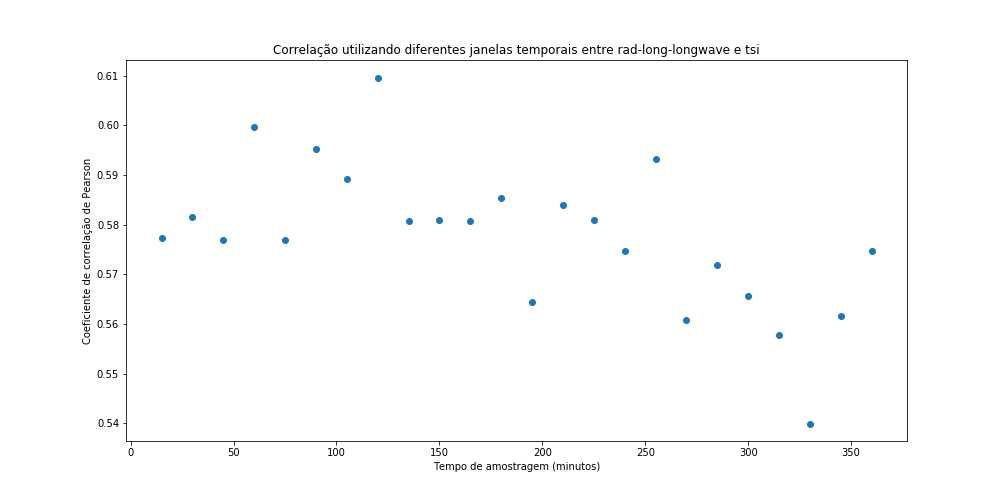 Correlação utilizando diferentes janelas temporais entre rad-long-longwave e tsi
0.61
0.60
0.59
0.58
0.57
0.56
0.55
0.54
Coeficiente de correlação de Pearson
0 50 100 150 200 250 300 350
Tempo de amostragem (minutos)